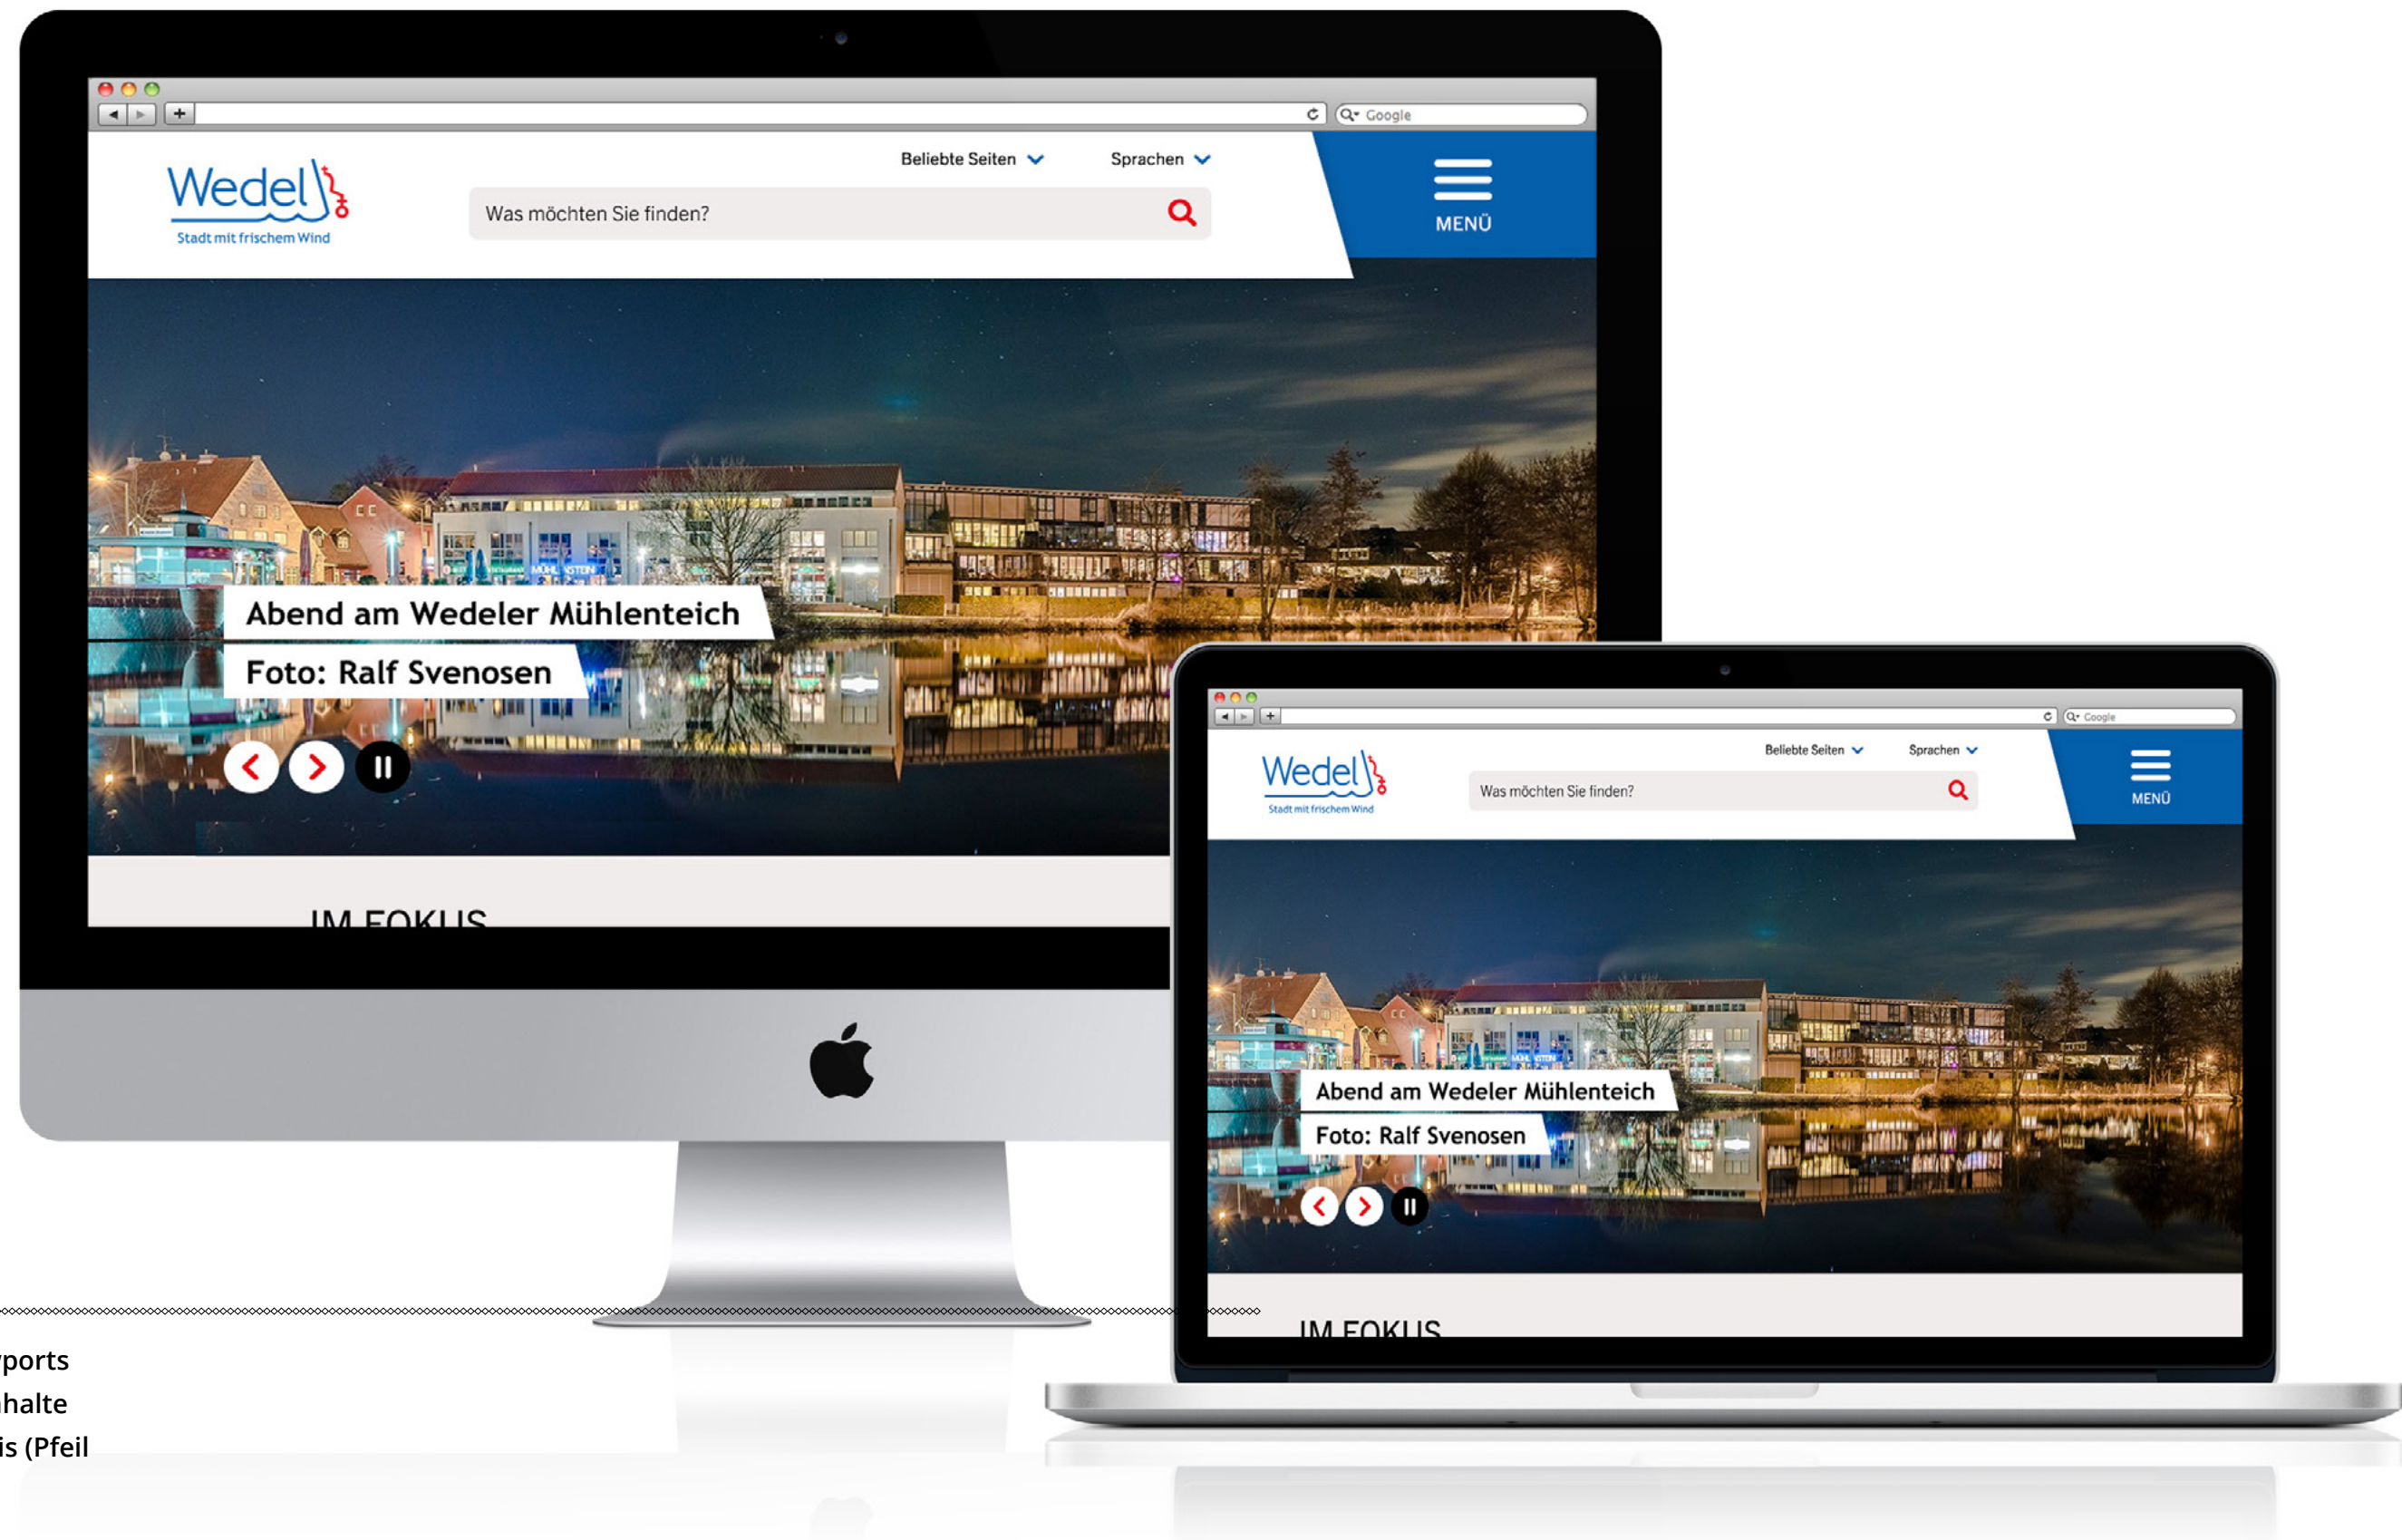 Google
Beliebte Seiten
Sprachen
Wedel
Stadt mit frischem Wind
Was möchten Sie finden?
MENÜ
MÜHLENSTEIN
Abend am Wedeler Mühlenteich
Foto: Ralf Svenosen
IM FOKUS
Google
Beliebte Seiten
Sprachen
Wedel
Stadt mit frischem Wind
Was möchten Sie finden?
MENÜ
Abend am Wedeler Mühlenteich
Foto: Ralf Svenosen
IM FOKUS
ports
halte
is (Pfeil